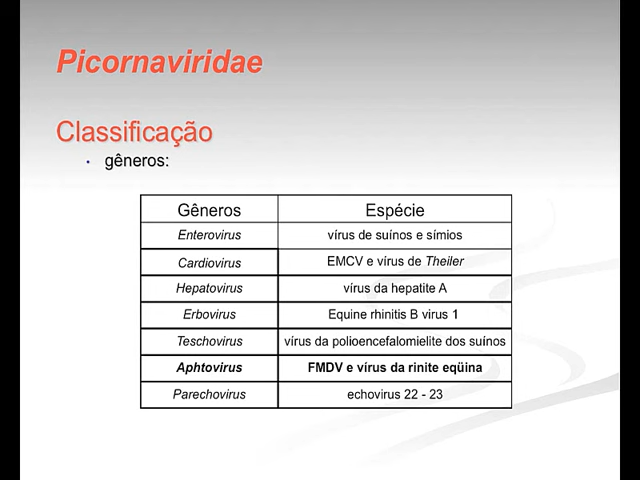 Picornaviridae
Classificação
• gêneros:
Gêneros Espécie
Enterovirus vírus de suínos e símios
Cardiovirus EMCV e vírus de Theiler
Hepatovirus vírus da hepatite A
Erbovirus Equine rhinitis B virus 1
Teschovirus vírus da polioencefalomielite dos suínos
Aphtovirus FMDV e vírus da rinite eqüina
Parechovirus echovirus 22 - 23